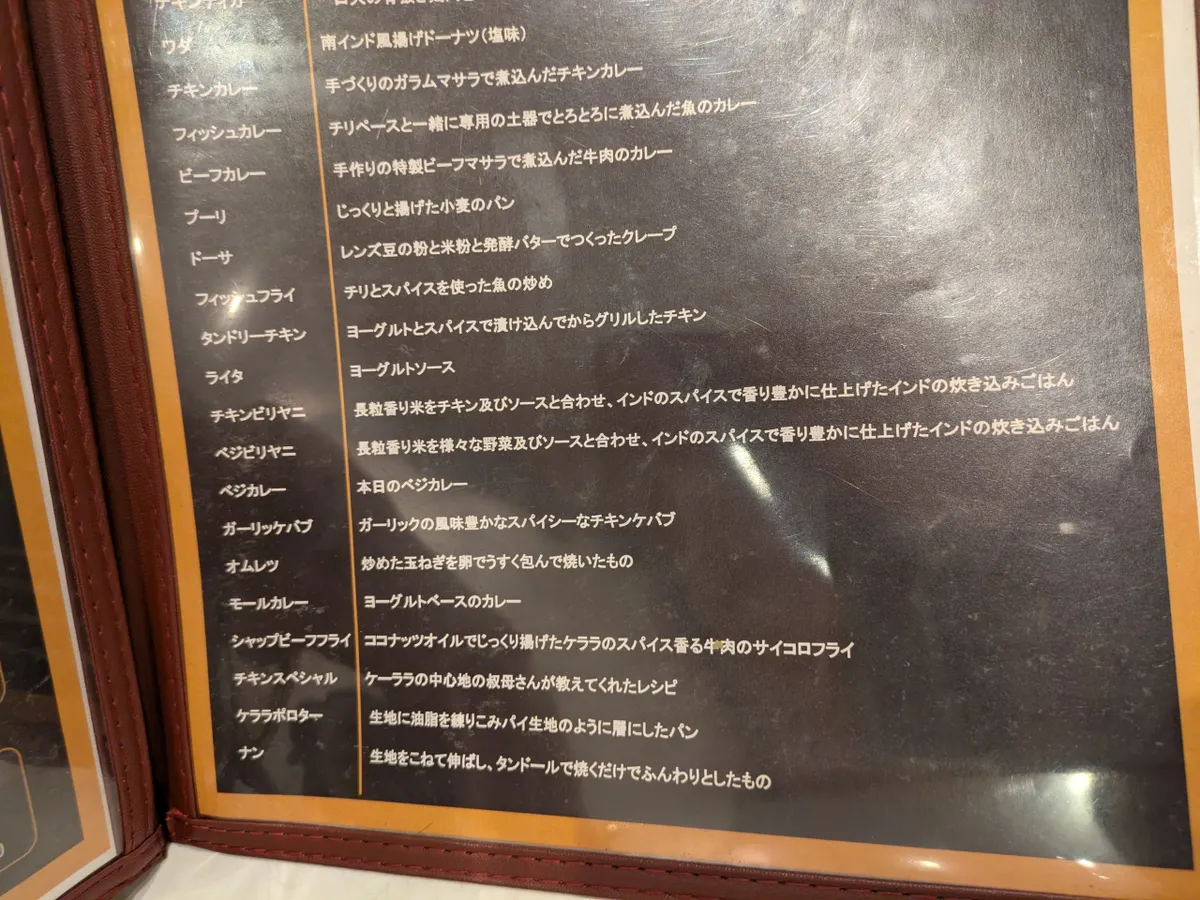 チキンティカ
ワダ 南インド風揚げドーナツ(塩味)
チキンカレー 手づくりのガラムマサラで煮込んだチキンカレー
フィッシュカレー チリペースと一緒に専用の土器でとろとろに煮込んだ魚のカレー
ビーフカレー 手作りの特製ビーフマサラで煮込んだ牛肉のカレー
プーリ じっくりと揚げた小麦のパン
ドーサ レンズ豆の粉と米粉と発酵バターでつくったクレープ
フィッシュフライ チリとスパイスを使った魚の炒め
タンドリーチキン ヨーグルトとスパイスで漬け込んでからグリルしたチキン
ライタ ヨーグルトソース
チキンビリヤニ 長粒香り米をチキン及びソースと合わせ、インドのスパイスで香り豊かに仕上げたインドの炊き込みごはん
ベジビリヤニ 長粒香り米を様々な野菜及びソースと合わせ、インドのスパイスで香り豊かに仕上げたインドの炊き込みごはん
ベジカレー 本日のベジカレー
ガーリッケバブ ガーリックの風味豊かなスパイシーなチキンケバブ
オムレツ 炒めた玉ねぎを卵でうすく包んで焼いたもの
モールカレー ヨーグルトベースのカレー
シャップビーフフライ ココナッツオイルでじっくり揚げたケララのスパイス香る牛肉のサイコロフライ
チキンスペシャル ケーララの中心地の叔母さんが教えてくれたレシピ
ケララポロター 生地に油脂を練りこみパイ生地のように層にしたパン
ナン 生地をこねて伸ばし、タンドールで焼くだけでふんわりとしたもの